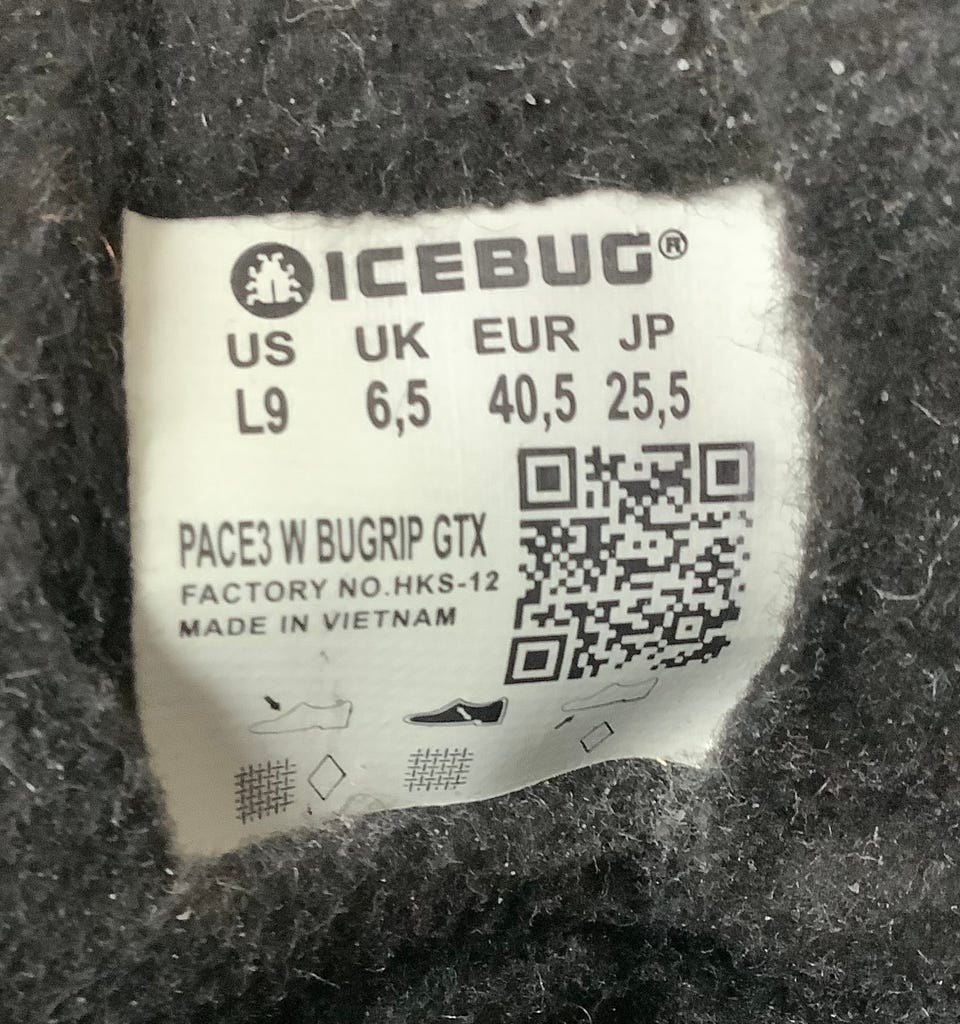 ICEBUG®
US UK EUR JP
L9 6,5 40,5 25,5
PACE3 W BUGRIP GTX
FACTORY NO.HKS-12
MADE IN VIETNAM